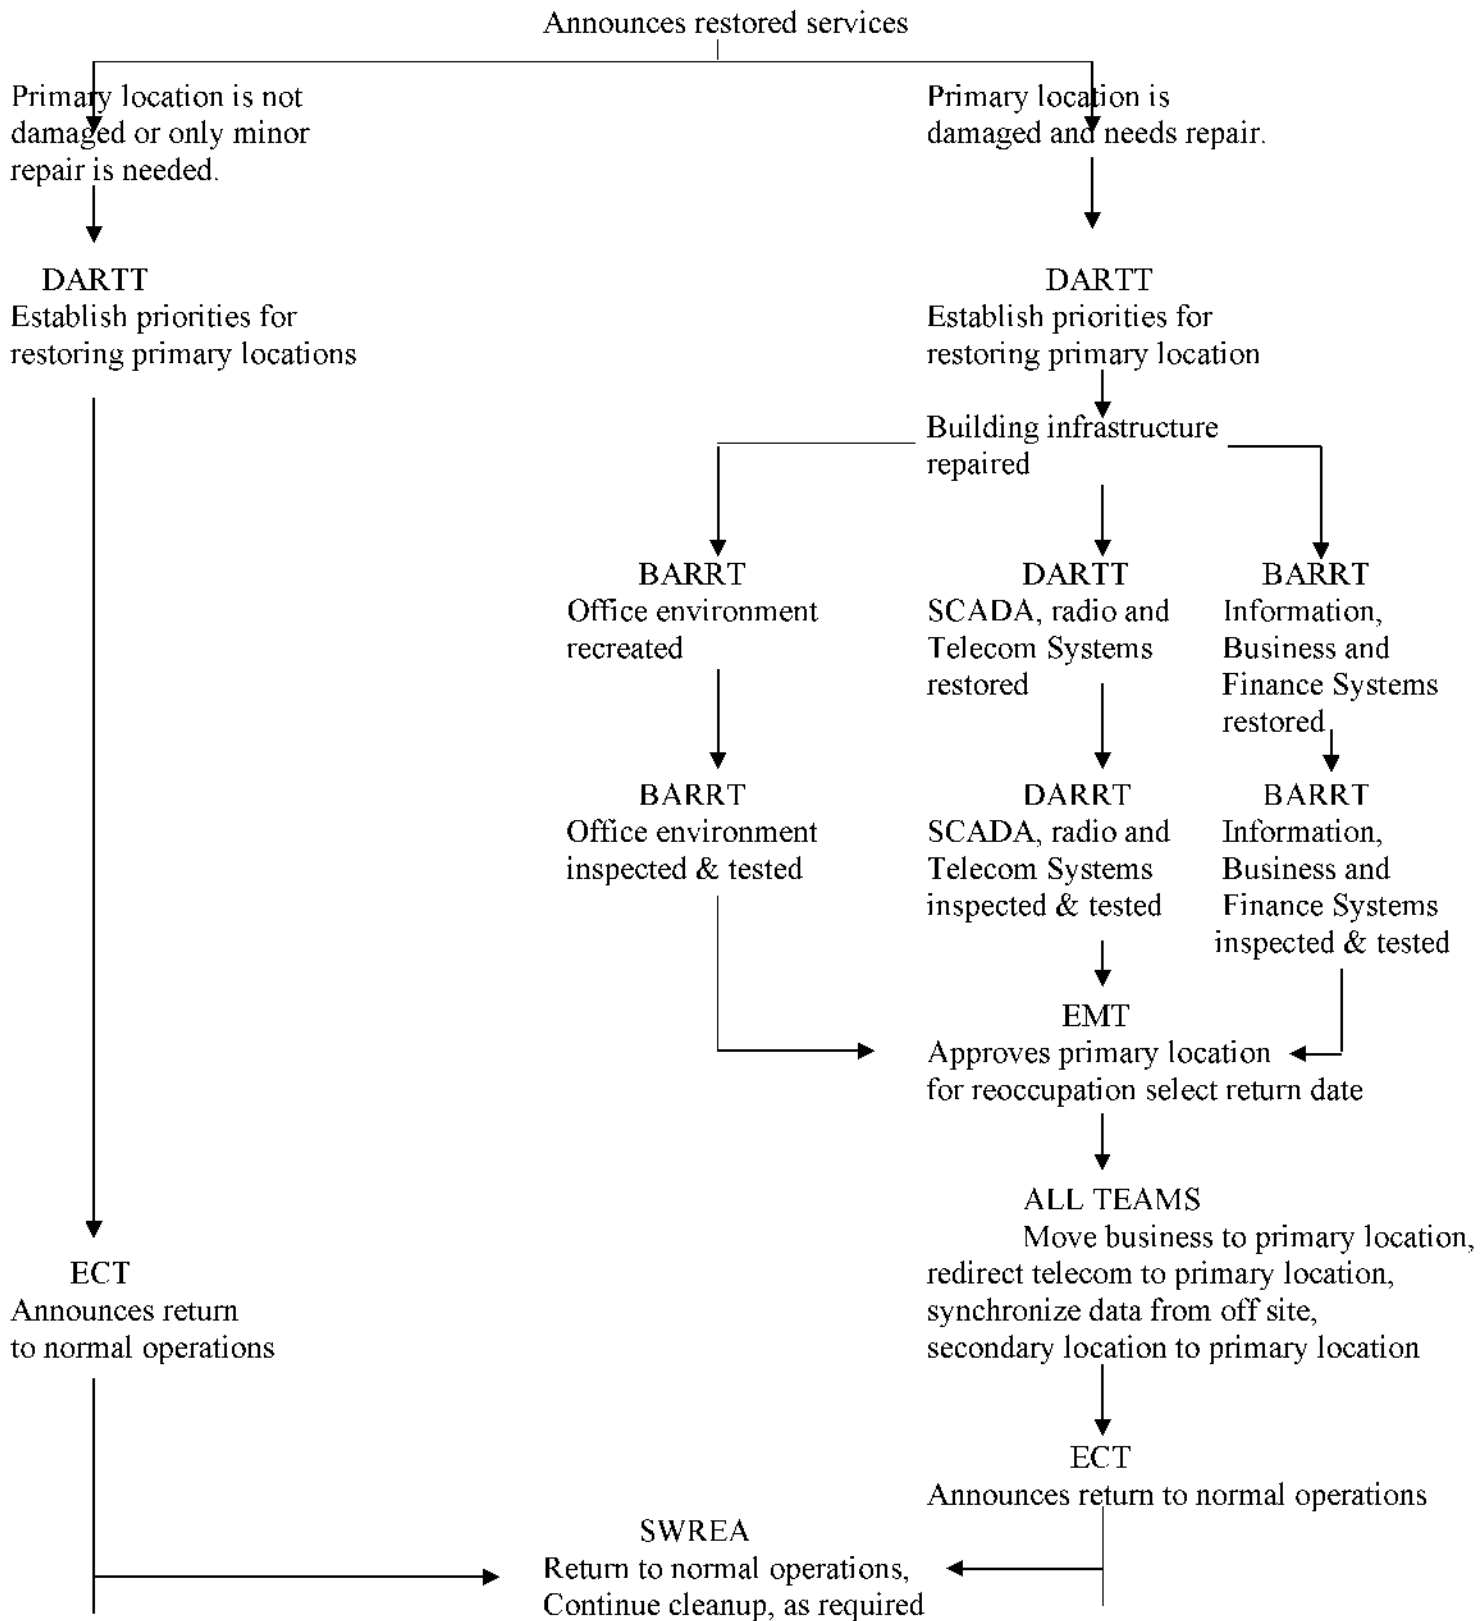 Announces restored services
Primary location is not
damaged or only minor
repair is needed.
Primary location is
damaged and needs repair.
DARTT
Establish priorities for
restoring primary locations
DARTT
Establish priorities for
restoring primary location
Building infrastructure
repaired
BARRT
Office environment
recreated
DARTT
SCADA, radio and
Telecom Systems
restored
BARRT
Information,
Business and
Finance Systems
restored
BARRT
Office environment
inspected & tested
DARRT
SCADA, radio and
Telecom Systems
inspected & tested
BARRT
Information,
Business and
Finance Systems
inspected & tested
EMT
Approves primary location
for reoccupation select return date
ALL TEAMS
Move business to primary location,
redirect telecom to primary location,
synchronize data from off site,
secondary location to primary location
ECT
Announces return
to normal operations
ECT
Announces return to normal operations
SWREA
Return to normal operations,
Continue cleanup, as required